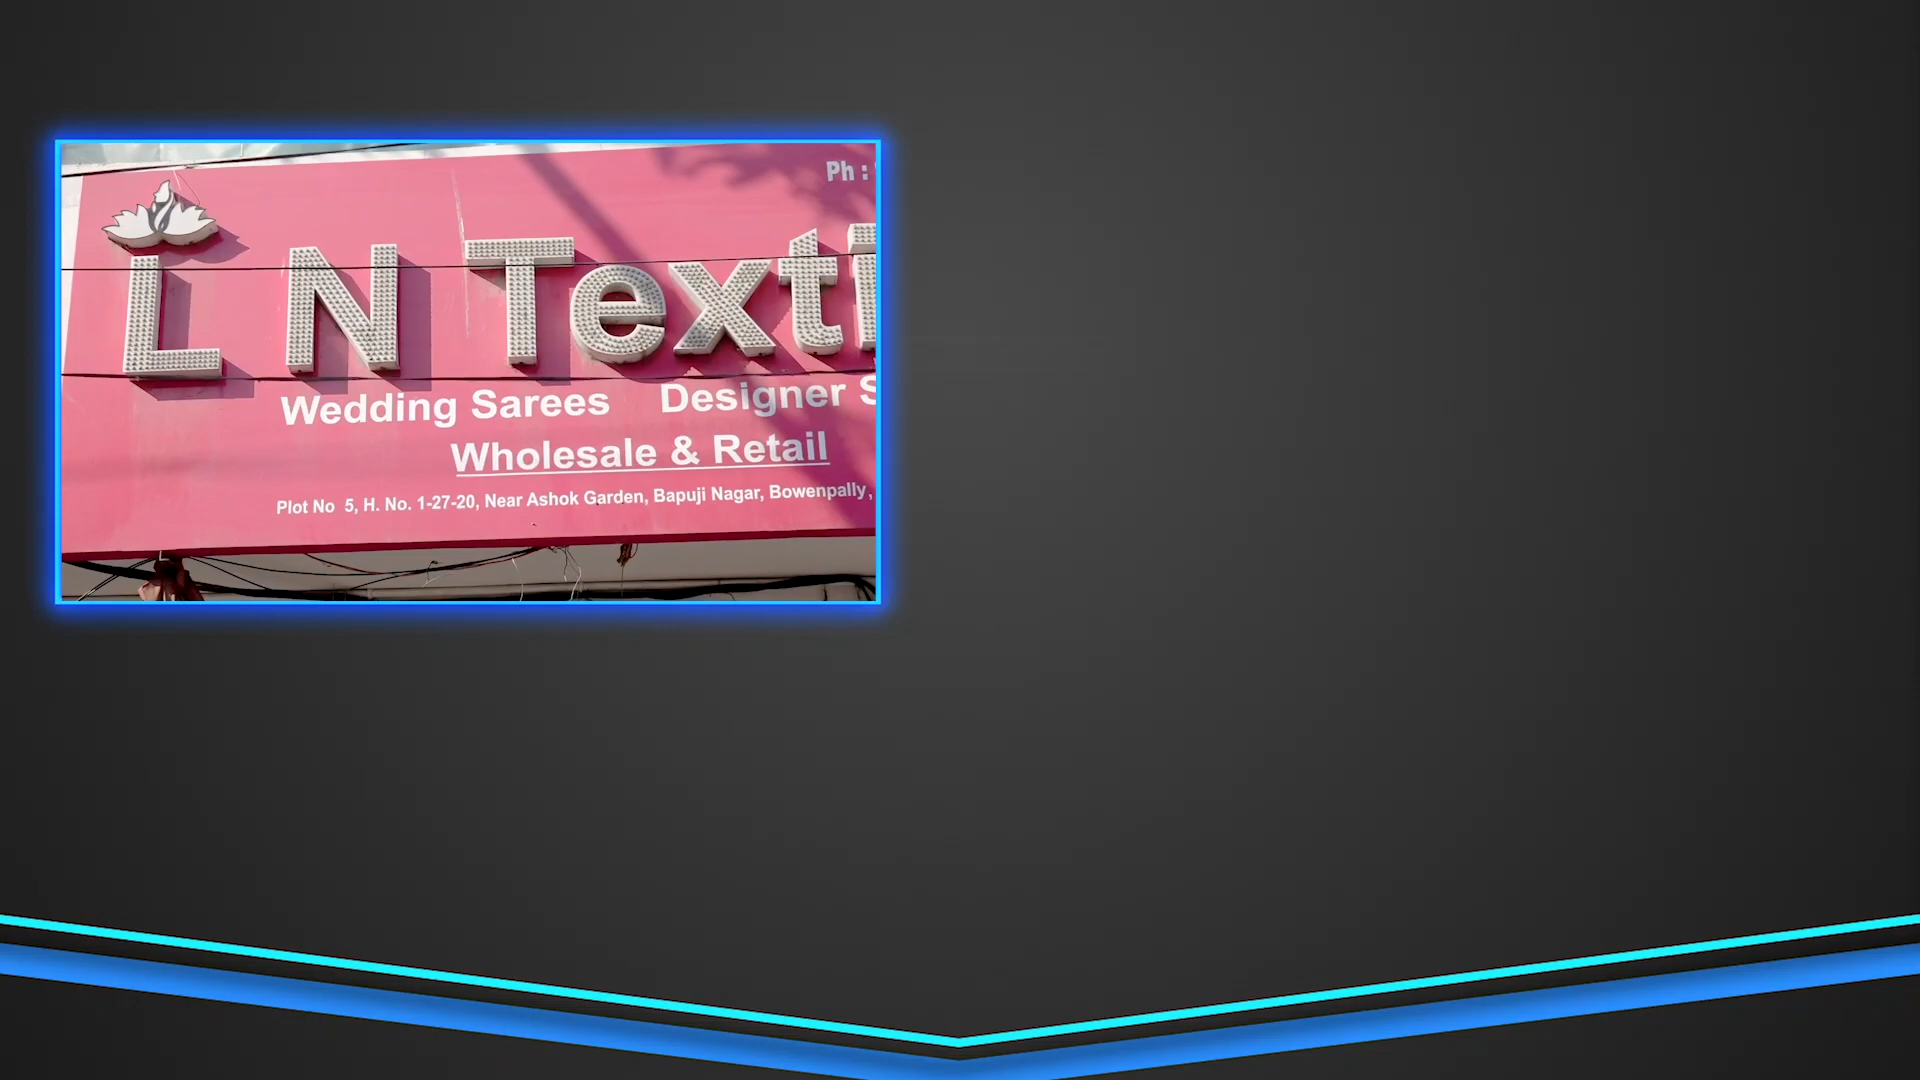 Ph :
L N Texti
Wedding Sarees Designer S
Wholesale & Retail
Plot No 5, H. No. 1-27-20, Near Ashok Garden, Bapuji Nagar, Bowenpally,